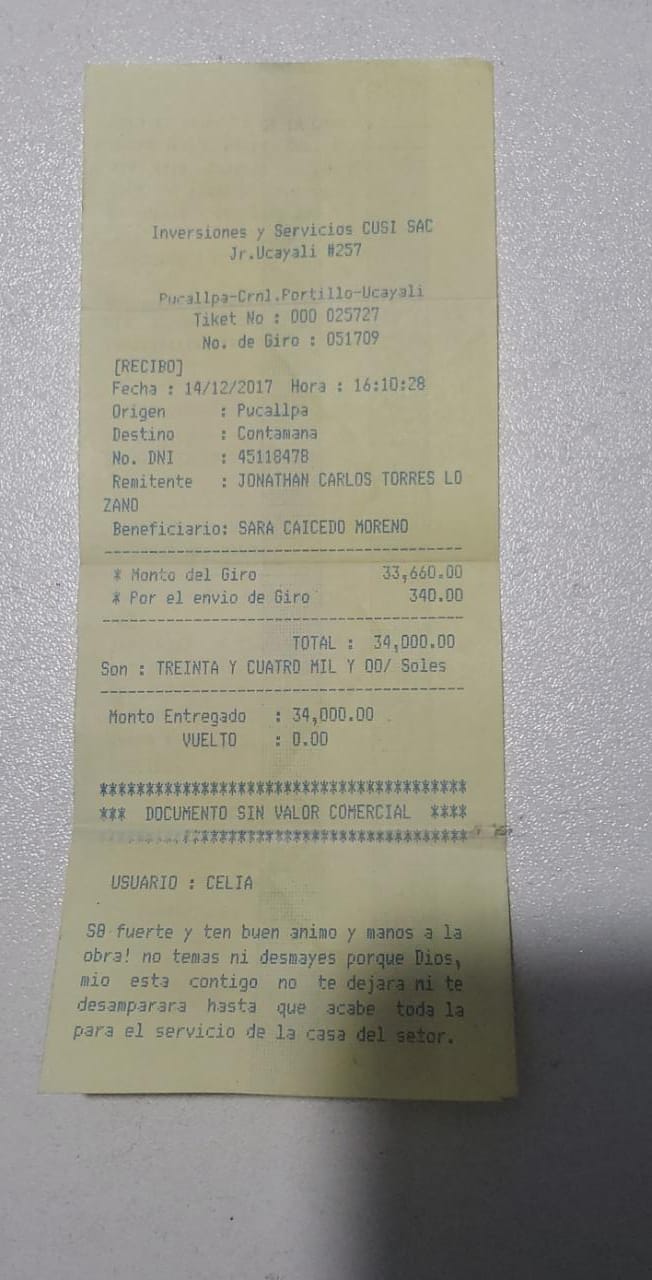 Inversiones y Servicios CUSI SAC
Jr.Ucayali #257
Pucallpa-Crnl.Portillo-Ucayali
Tiket No : 000 025727
No. de Giro : 051709
[RECIBO]
Fecha : 14/12/2017 Hora : 16:10:28
Origen : Pucallpa
Destino : Contamana
No. DNI : 45118478
Remitente : JONATHAN CARLOS TORRES LO
ZANO
Beneficiario: SARA CAICEDO MORENO
----------------------------------------
* Monto del Giro 33,660.00
* Por el envio de Giro 340.00
----------------------------------------
TOTAL : 34,000.00
Son : TREINTA Y CUATRO MIL Y 00/ Soles
----------------------------------------
Monto Entregado : 34,000.00
VUELTO : 0.00
****************************************
*** DOCUMENTO SIN VALOR COMERCIAL ****
****************************************
USUARIO : CELIA
S0 fuerte y ten buen animo y manos a la
obra! no temas ni desmayes porque Dios,
mio esta contigo no te dejara ni te
desamparara hasta que acabe toda la
para el servicio de la casa del setor.